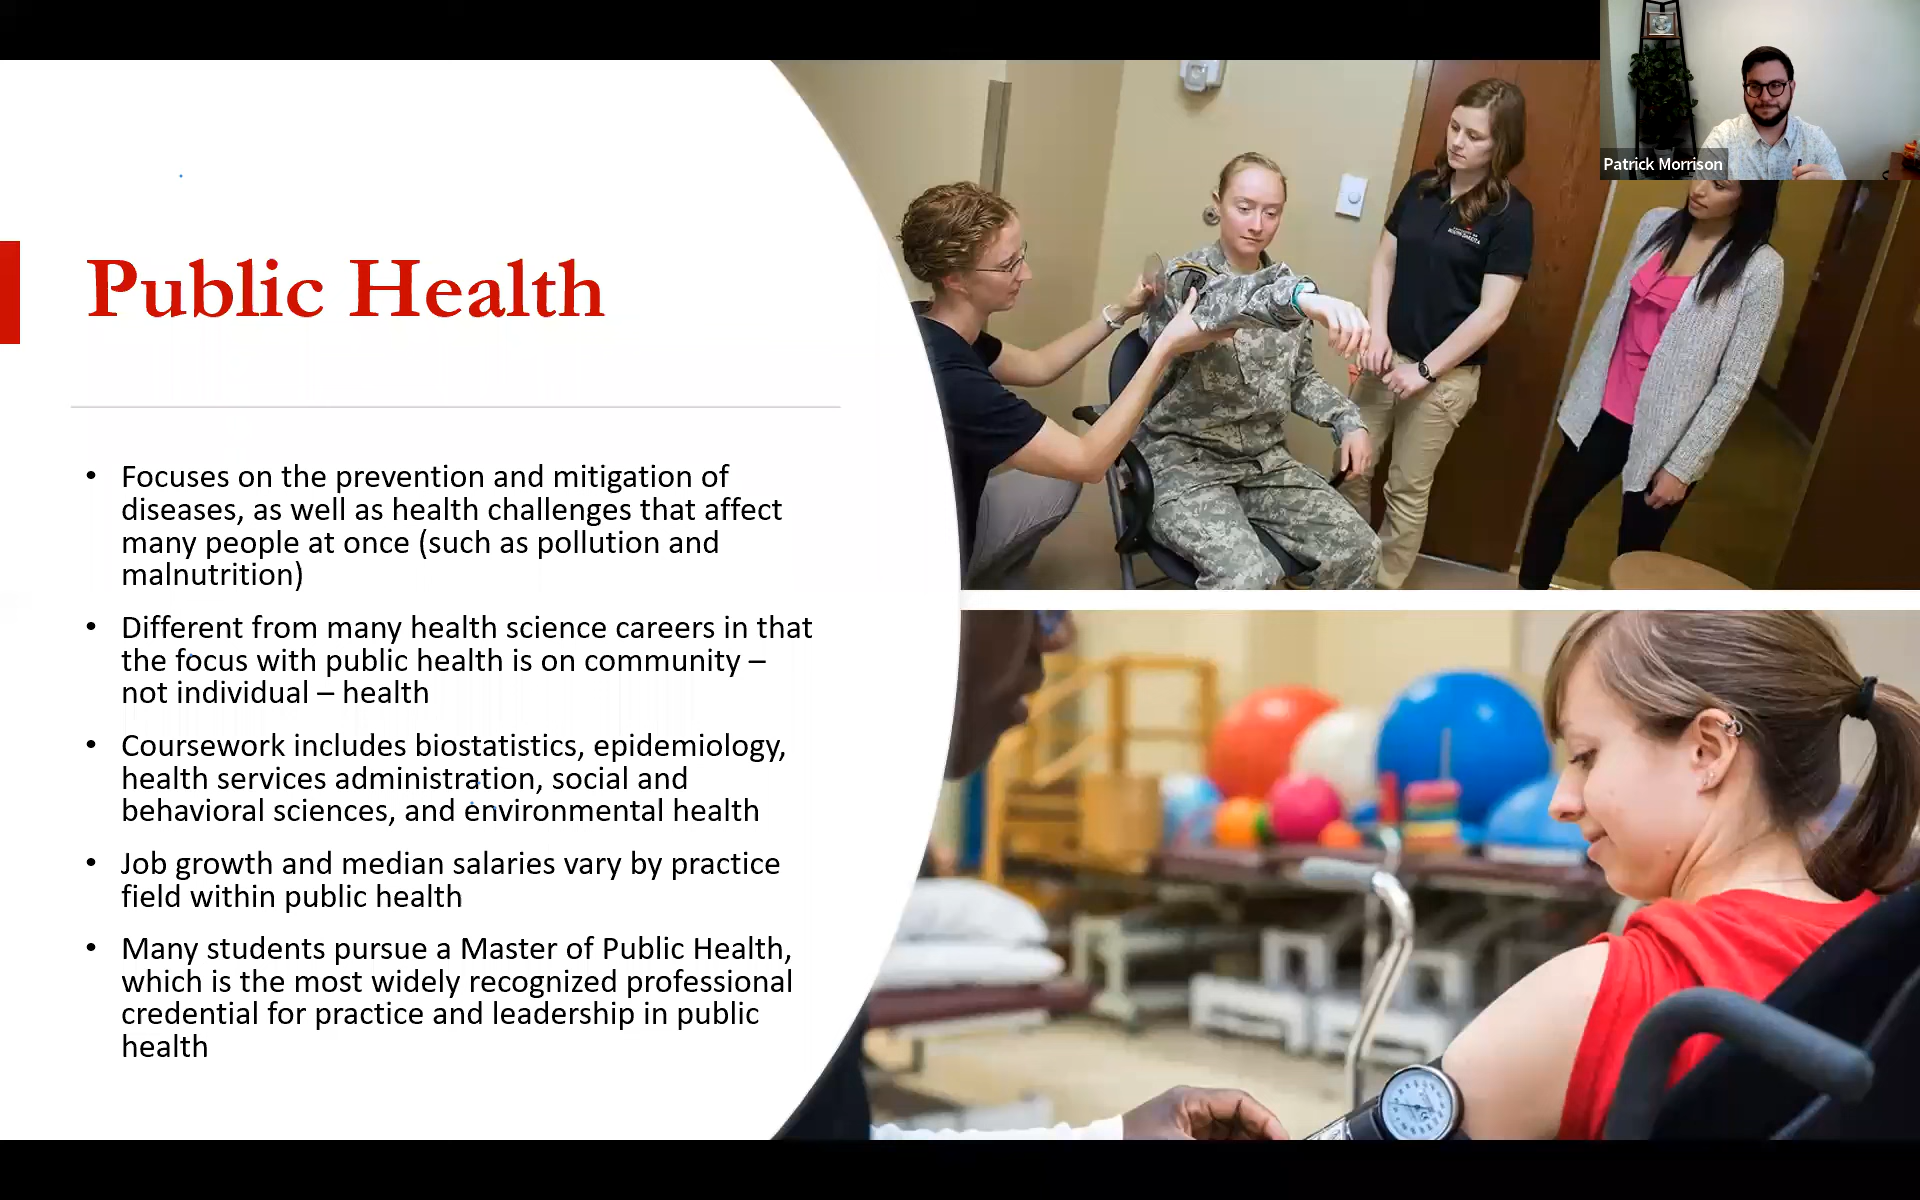 Patrick Morrison
Public Health
• Focuses on the prevention and mitigation of
diseases, as well as health challenges that affect
many people at once (such as pollution and
malnutrition)
• Different from many health science careers in that
the focus with public health is on community –
not individual – health
• Coursework includes biostatistics, epidemiology,
health services administration, social and
behavioral sciences, and environmental health
• Job growth and median salaries vary by practice
field within public health
• Many students pursue a Master of Public Health,
which is the most widely recognized professional
credential for practice and leadership in public
health